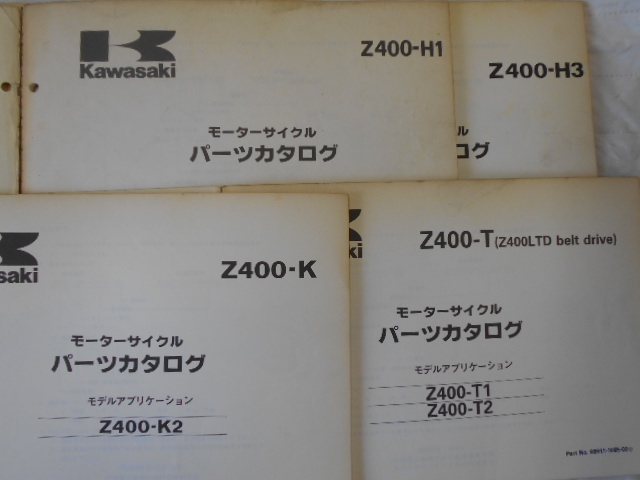 Kawasaki
Z400-H1
モーターサイクル
パーツカタログ
Z400-H3
ル
ログ
saki
Z400-K
モーターサイクル
パーツカタログ
モデルアプリケーション
Z400-K2
Z400-T (Z400LTD belt drive)
モーターサイクル
パーツカタログ
モデルアプリケーション
Z400-T1
Z400-T2
Part No.